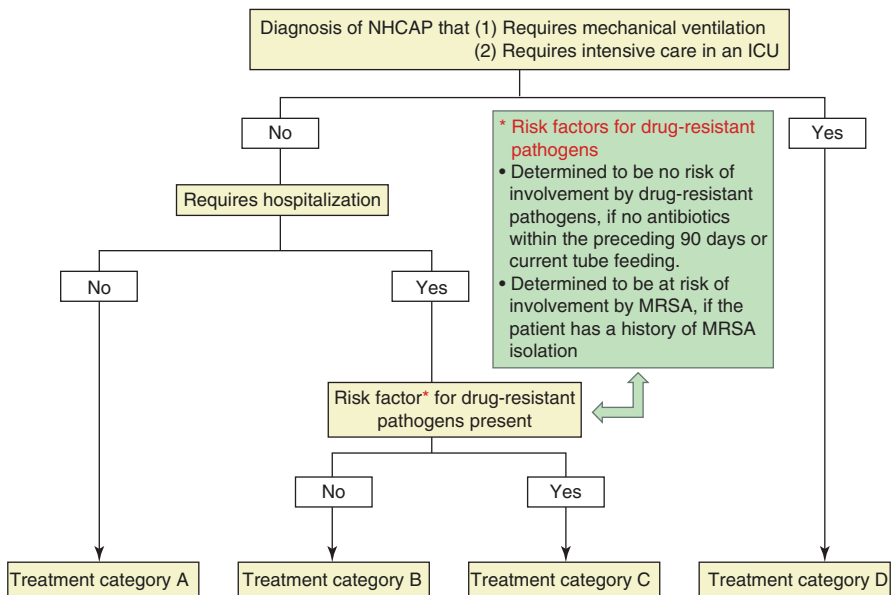 Diagnosis of NHCAP that (1) Requires mechanical ventilation
(2) Requires intensive care in an ICU
No
Yes
* Risk factors for drug-resistant
pathogens
• Determined to be no risk of
involvement by drug-resistant
pathogens, if no antibiotics
within the preceding 90 days or
current tube feeding.
• Determined to be at risk of
involvement by MRSA, if the
patient has a history of MRSA
isolation
Requires hospitalization
No
Yes
Risk factor* for drug-resistant
pathogens present
No
Yes
Treatment category A
Treatment category B
Treatment category C
Treatment category D